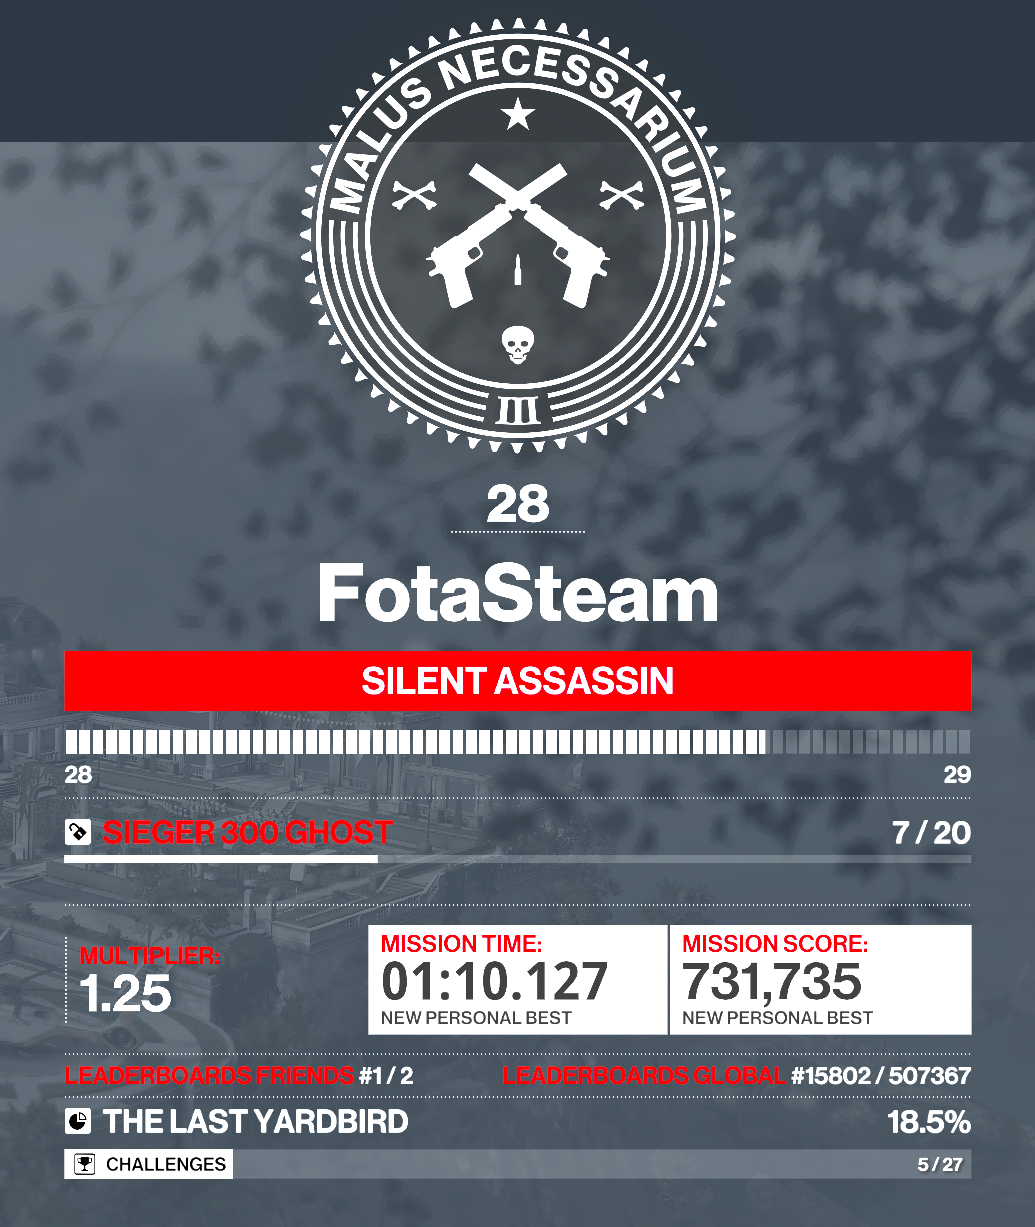 MALUS NECESSARIUM
III
28
FotaSteam
SILENT ASSASSIN
28 29
SIEGER 300 GHOST 7 / 20
MULTIPLIER:
1.25
MISSION TIME:
01:10.127
NEW PERSONAL BEST
MISSION SCORE:
731,735
NEW PERSONAL BEST
LEADERBOARDS FRIENDS #1 / 2 LEADERBOARDS GLOBAL #15802 / 507367
THE LAST YARDBIRD 18.5%
CHALLENGES 5 / 27